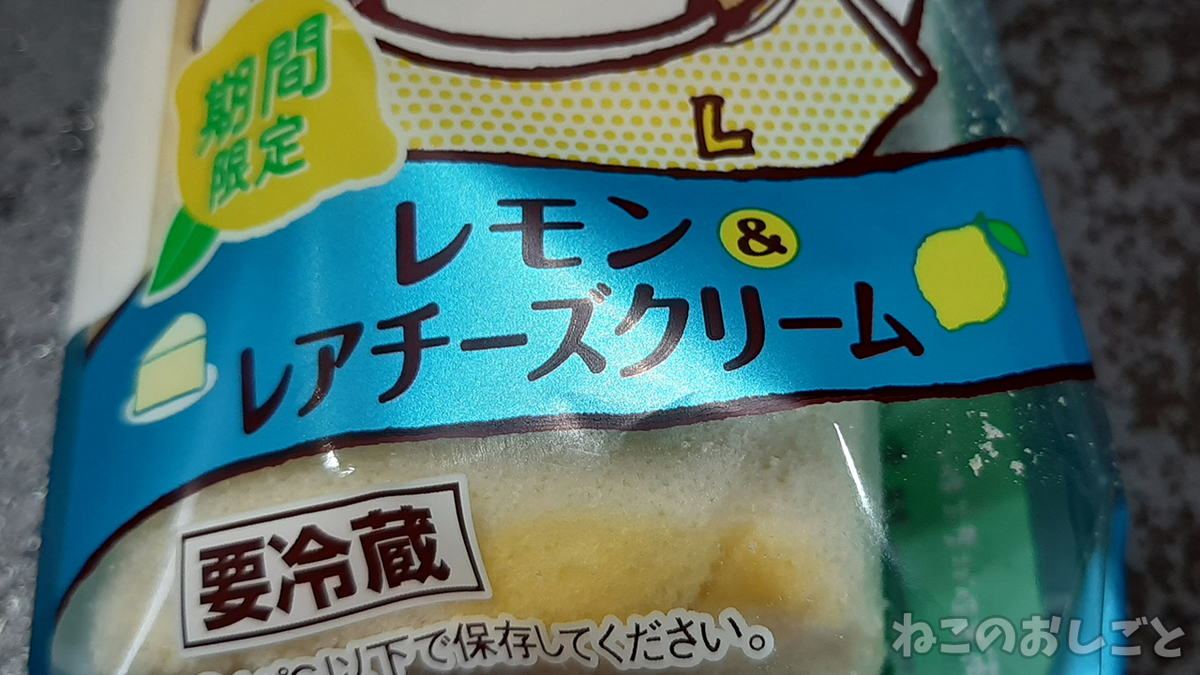 期間
限定
L
レモン&
レアチーズクリーム
要冷蔵
℃以下で保存してください。
ねこのおしごと